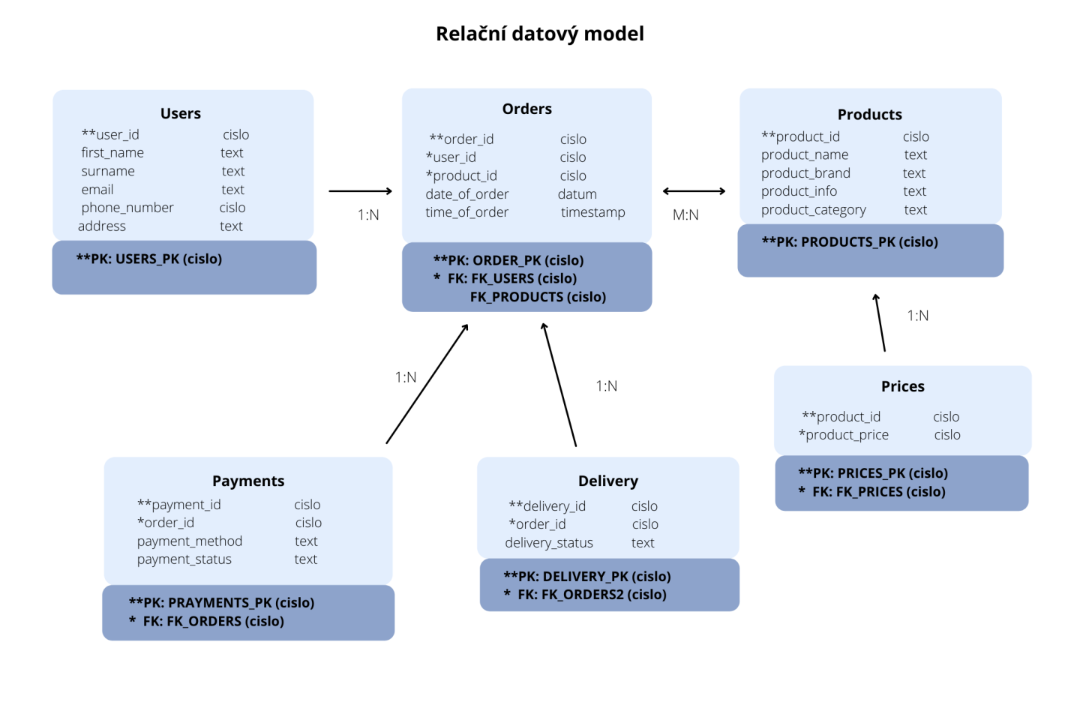 Relační datový model
Users
**user_id cislo
first_name text
surname text
email text
phone_number cislo
address text
**PK: USERS_PK (cislo)
1:N
Orders
**order_id cislo
*user_id cislo
*product_id cislo
date_of_order datum
time_of_order timestamp
**PK: ORDER_PK (cislo)
* FK: FK_USERS (cislo)
FK_PRODUCTS (cislo)
M:N
Products
**product_id cislo
product_name text
product_brand text
product_info text
product_category text
**PK: PRODUCTS_PK (cislo)
1:N
1:N
1:N
Prices
**product_id cislo
*product_price cislo
**PK: PRICES_PK (cislo)
* FK: FK_PRICES (cislo)
Payments
**payment_id cislo
*order_id cislo
payment_method text
payment_status text
**PK: PRAYMENTS_PK (cislo)
* FK: FK_ORDERS (cislo)
Delivery
**delivery_id cislo
*order_id cislo
delivery_status text
**PK: DELIVERY_PK (cislo)
* FK: FK_ORDERS2 (cislo)